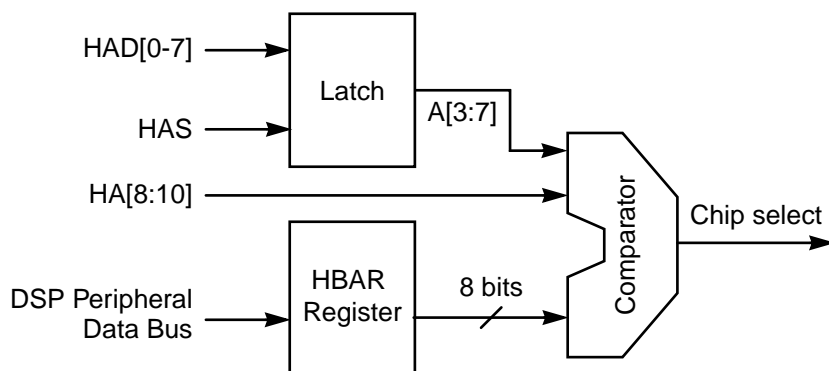 HAD[0-7]
Latch
A[3:7]
HAS
HA[8:10]
Comparator
Chip select
HBAR
Register
8 bits
DSP Peripheral
Data Bus